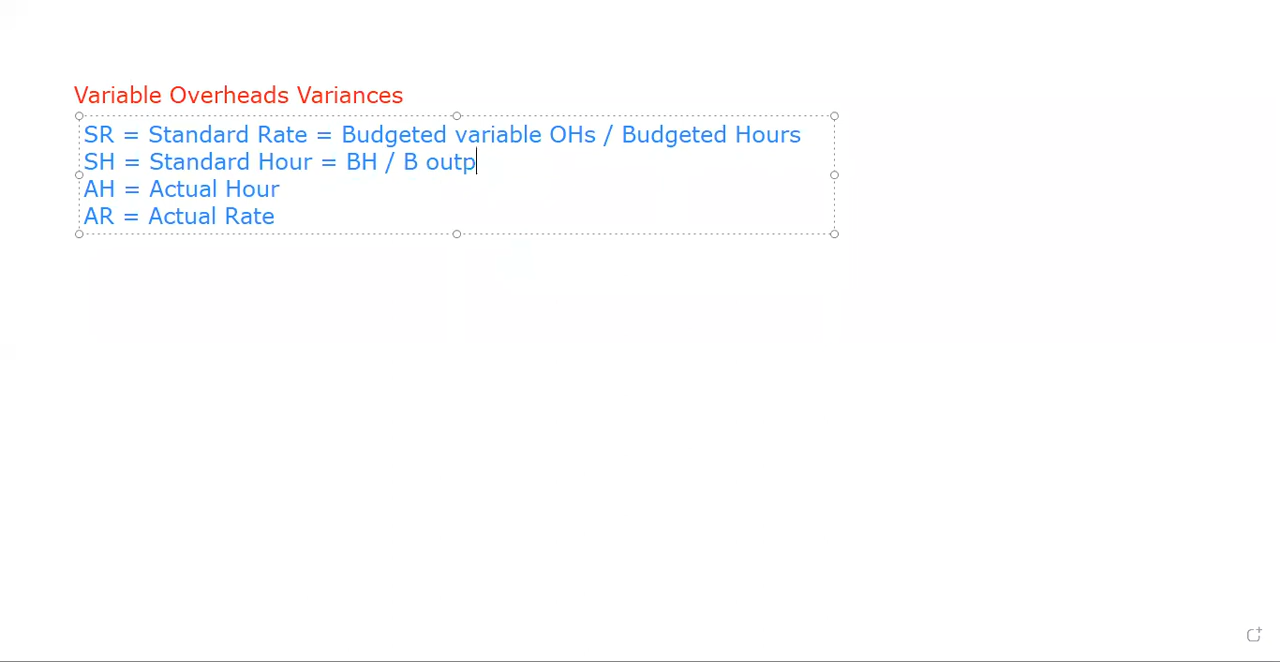 Variable Overheads Variances
SR = Standard Rate = Budgeted variable OHs / Budgeted Hours
SH = Standard Hour = BH / B outp
AH = Actual Hour
AR = Actual Rate